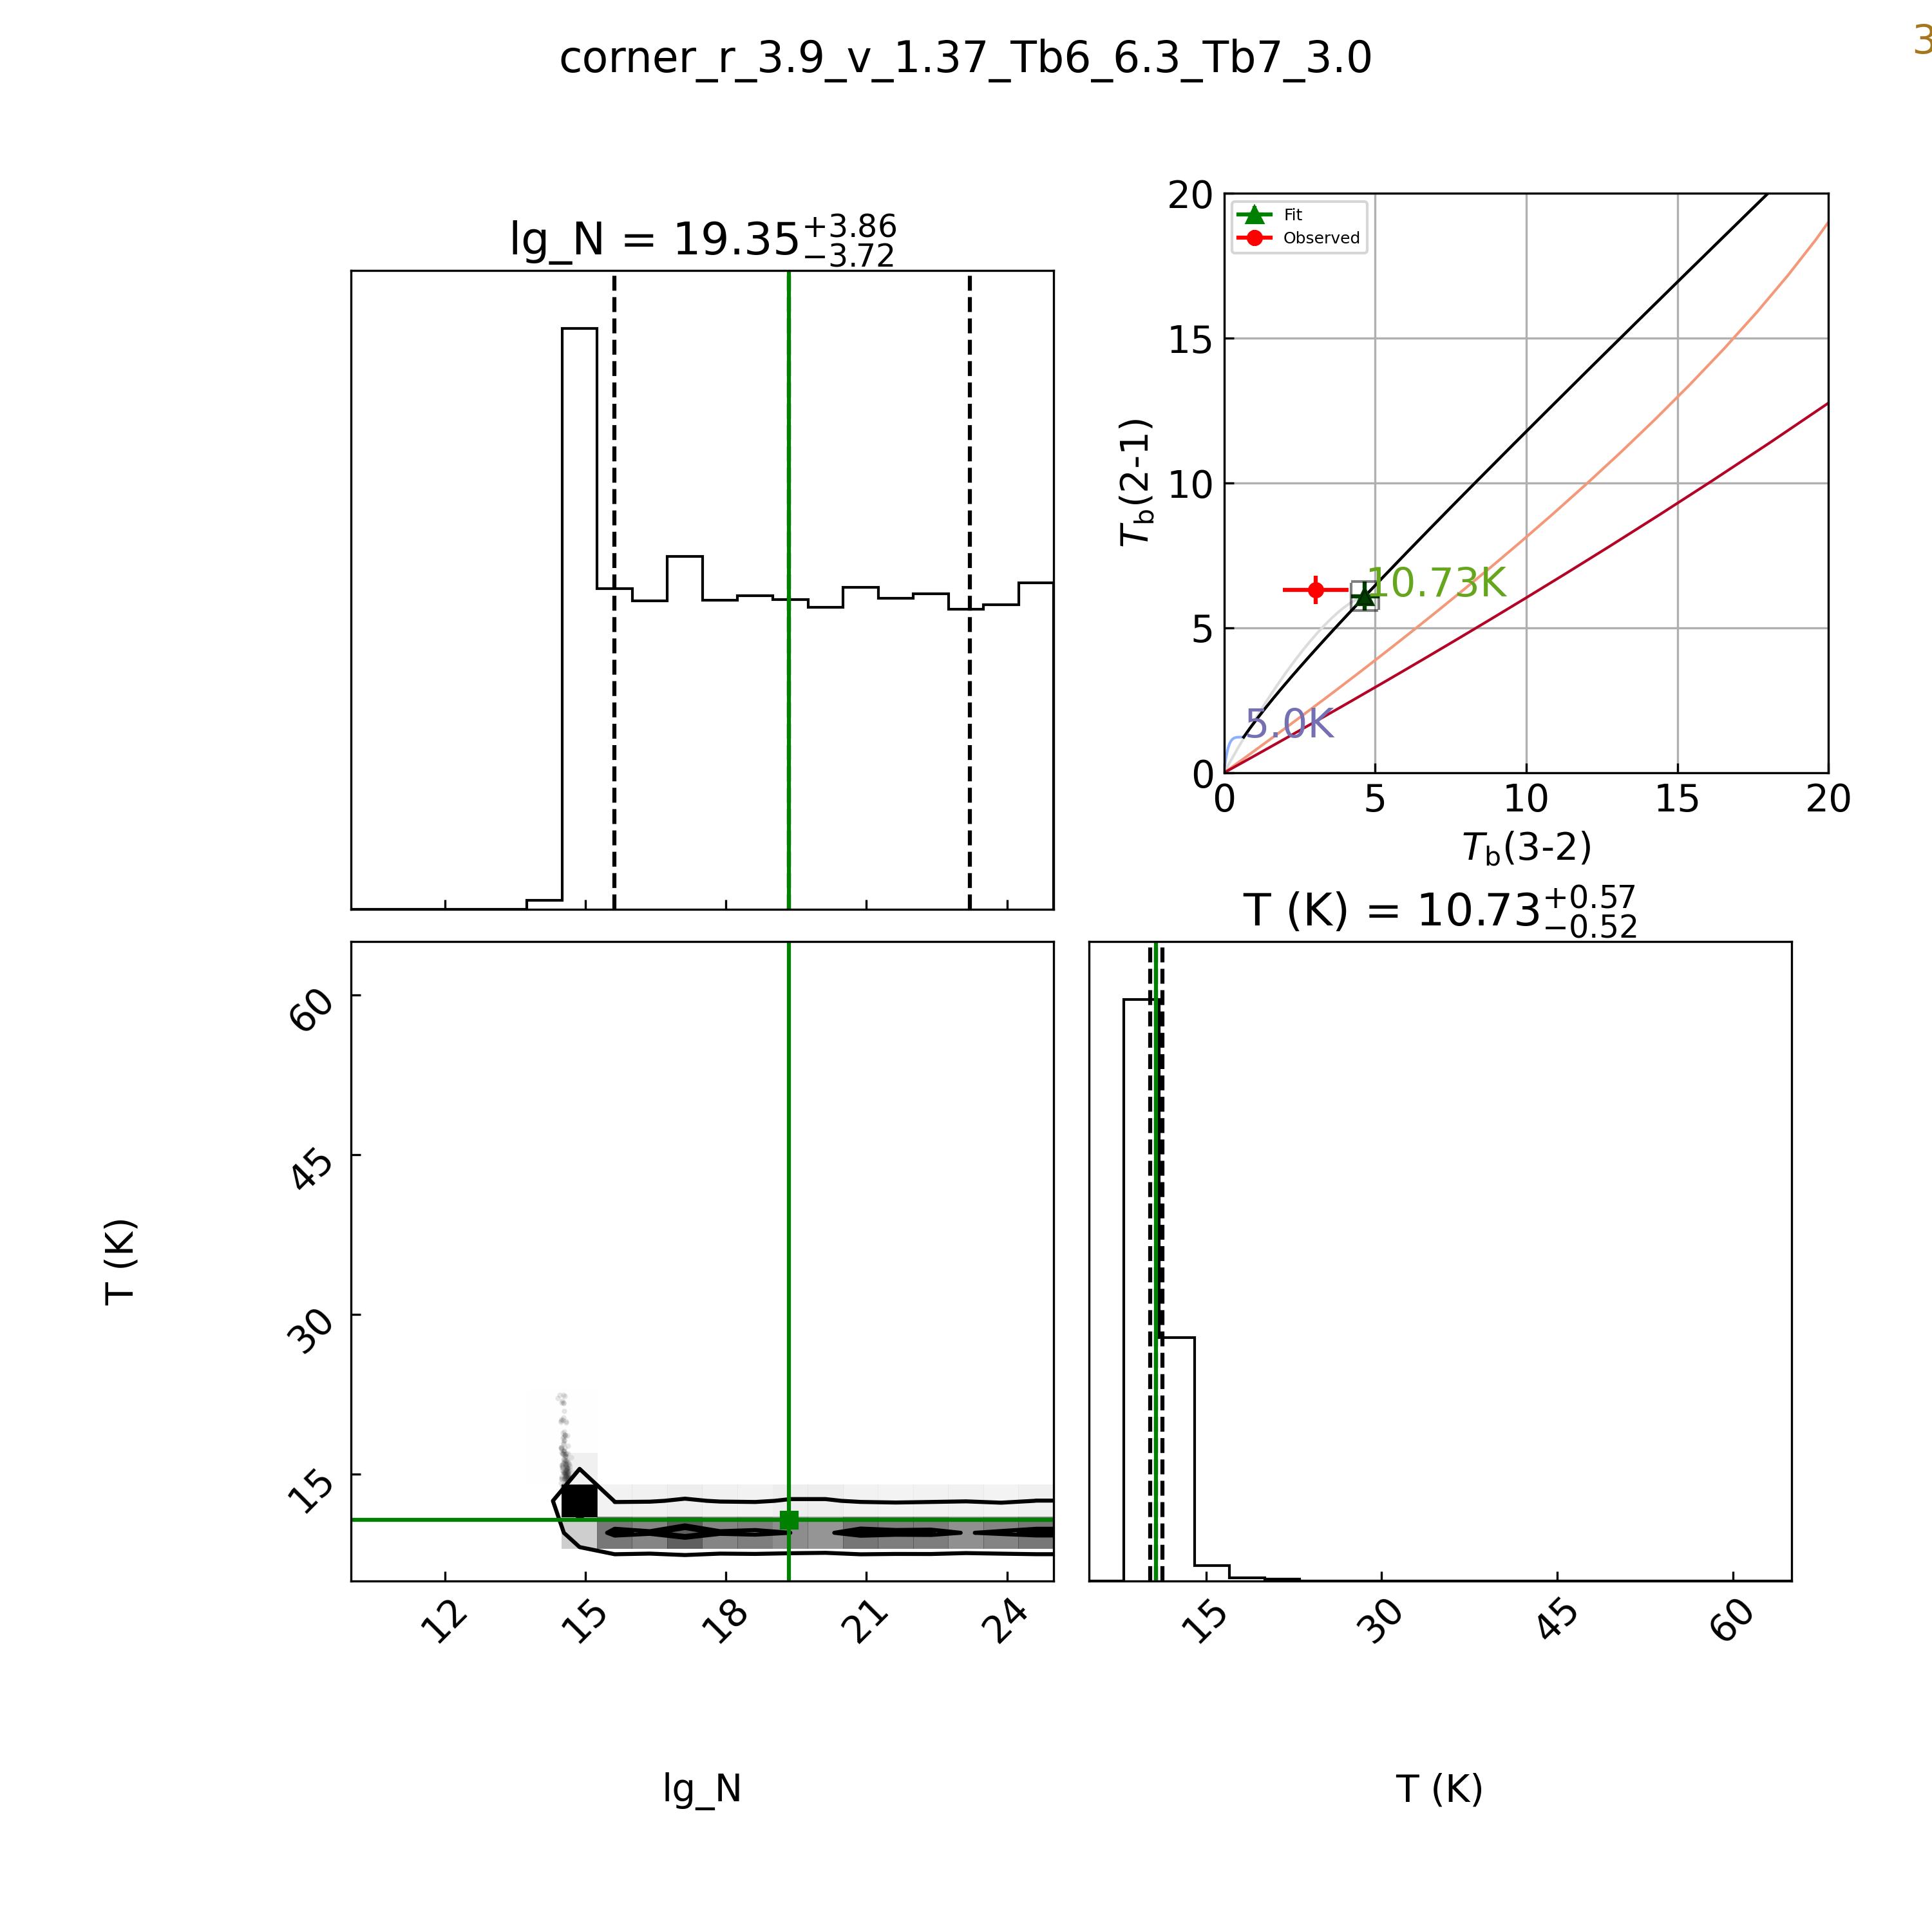 corner_r_3.9_v_1.37_Tb6_6.3_Tb7_3.0
3
lg_N = 19.35+3.86−3.72
20
15
10
5
0
Fit
Observed
10.73K
5.0K
Tb(2-1)
0 5 10 15 20
Tb(3-2)
T (K) = 10.73+0.57−0.52
60
45
30
15
T (K)
12 15 18 21 24
lg_N
15 30 45 60
T (K)